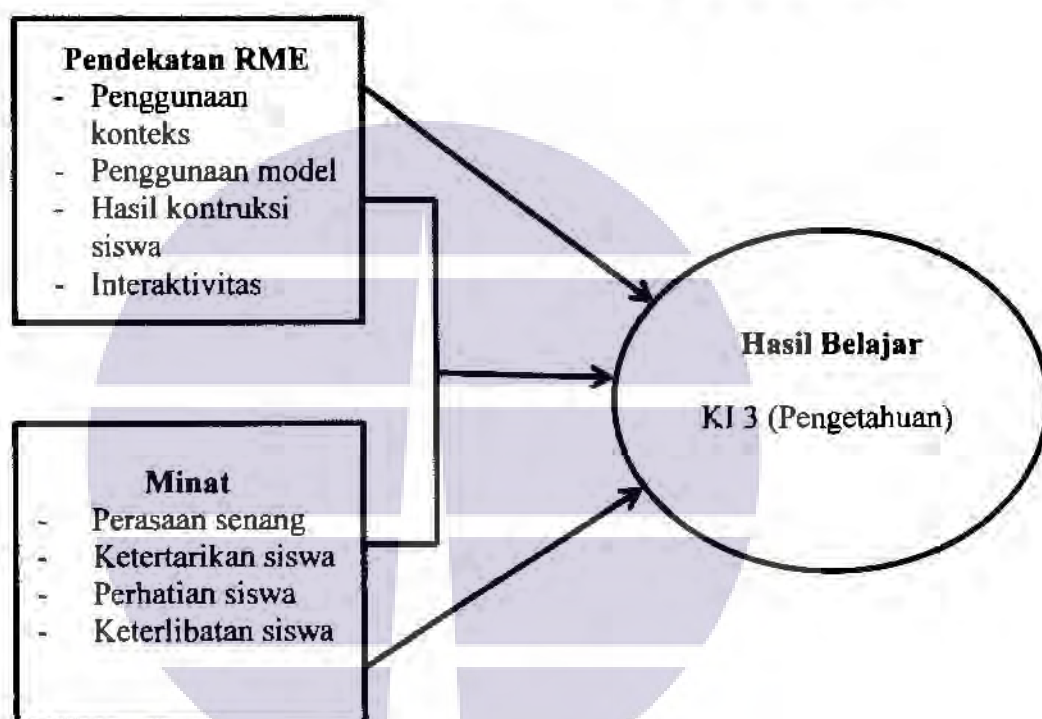 Pendekatan RME
- Penggunaan
konteks
- Penggunaan model
- Hasil kontruksi
siswa
- Interaktivitas
Hasil Belajar
KI 3 (Pengetahuan)
Minat
- Perasaan senang
- Ketertarikan siswa
- Perhatian siswa
- Keterlibatan siswa